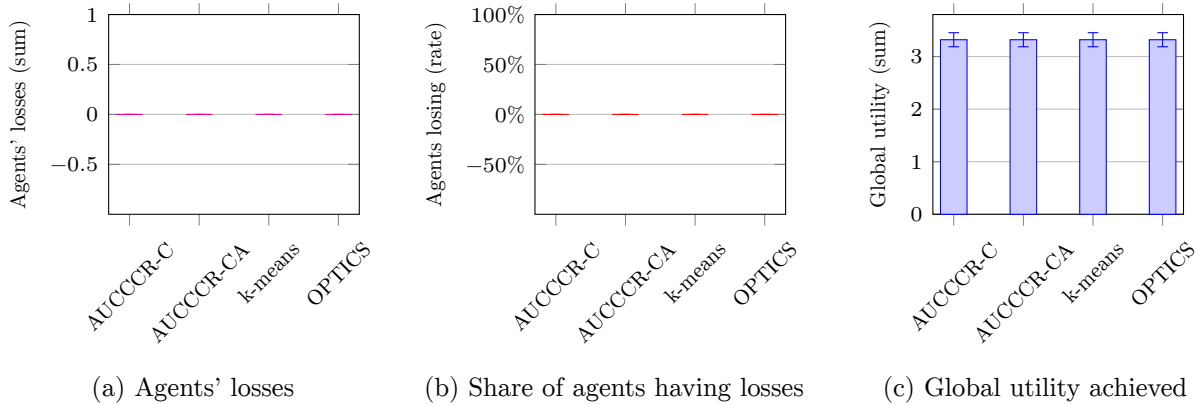 Agents' losses (sum)
1
0.5
0
−0.5
AUCCCR-C
AUCCCR-CA
k-means
OPTICS
(a) Agents' losses
Agents losing (rate)
100%
50%
0%
−50%
AUCCCR-C
AUCCCR-CA
k-means
OPTICS
(b) Share of agents having losses
Global utility (sum)
3
2
1
0
AUCCCR-C
AUCCCR-CA
k-means
OPTICS
(c) Global utility achieved